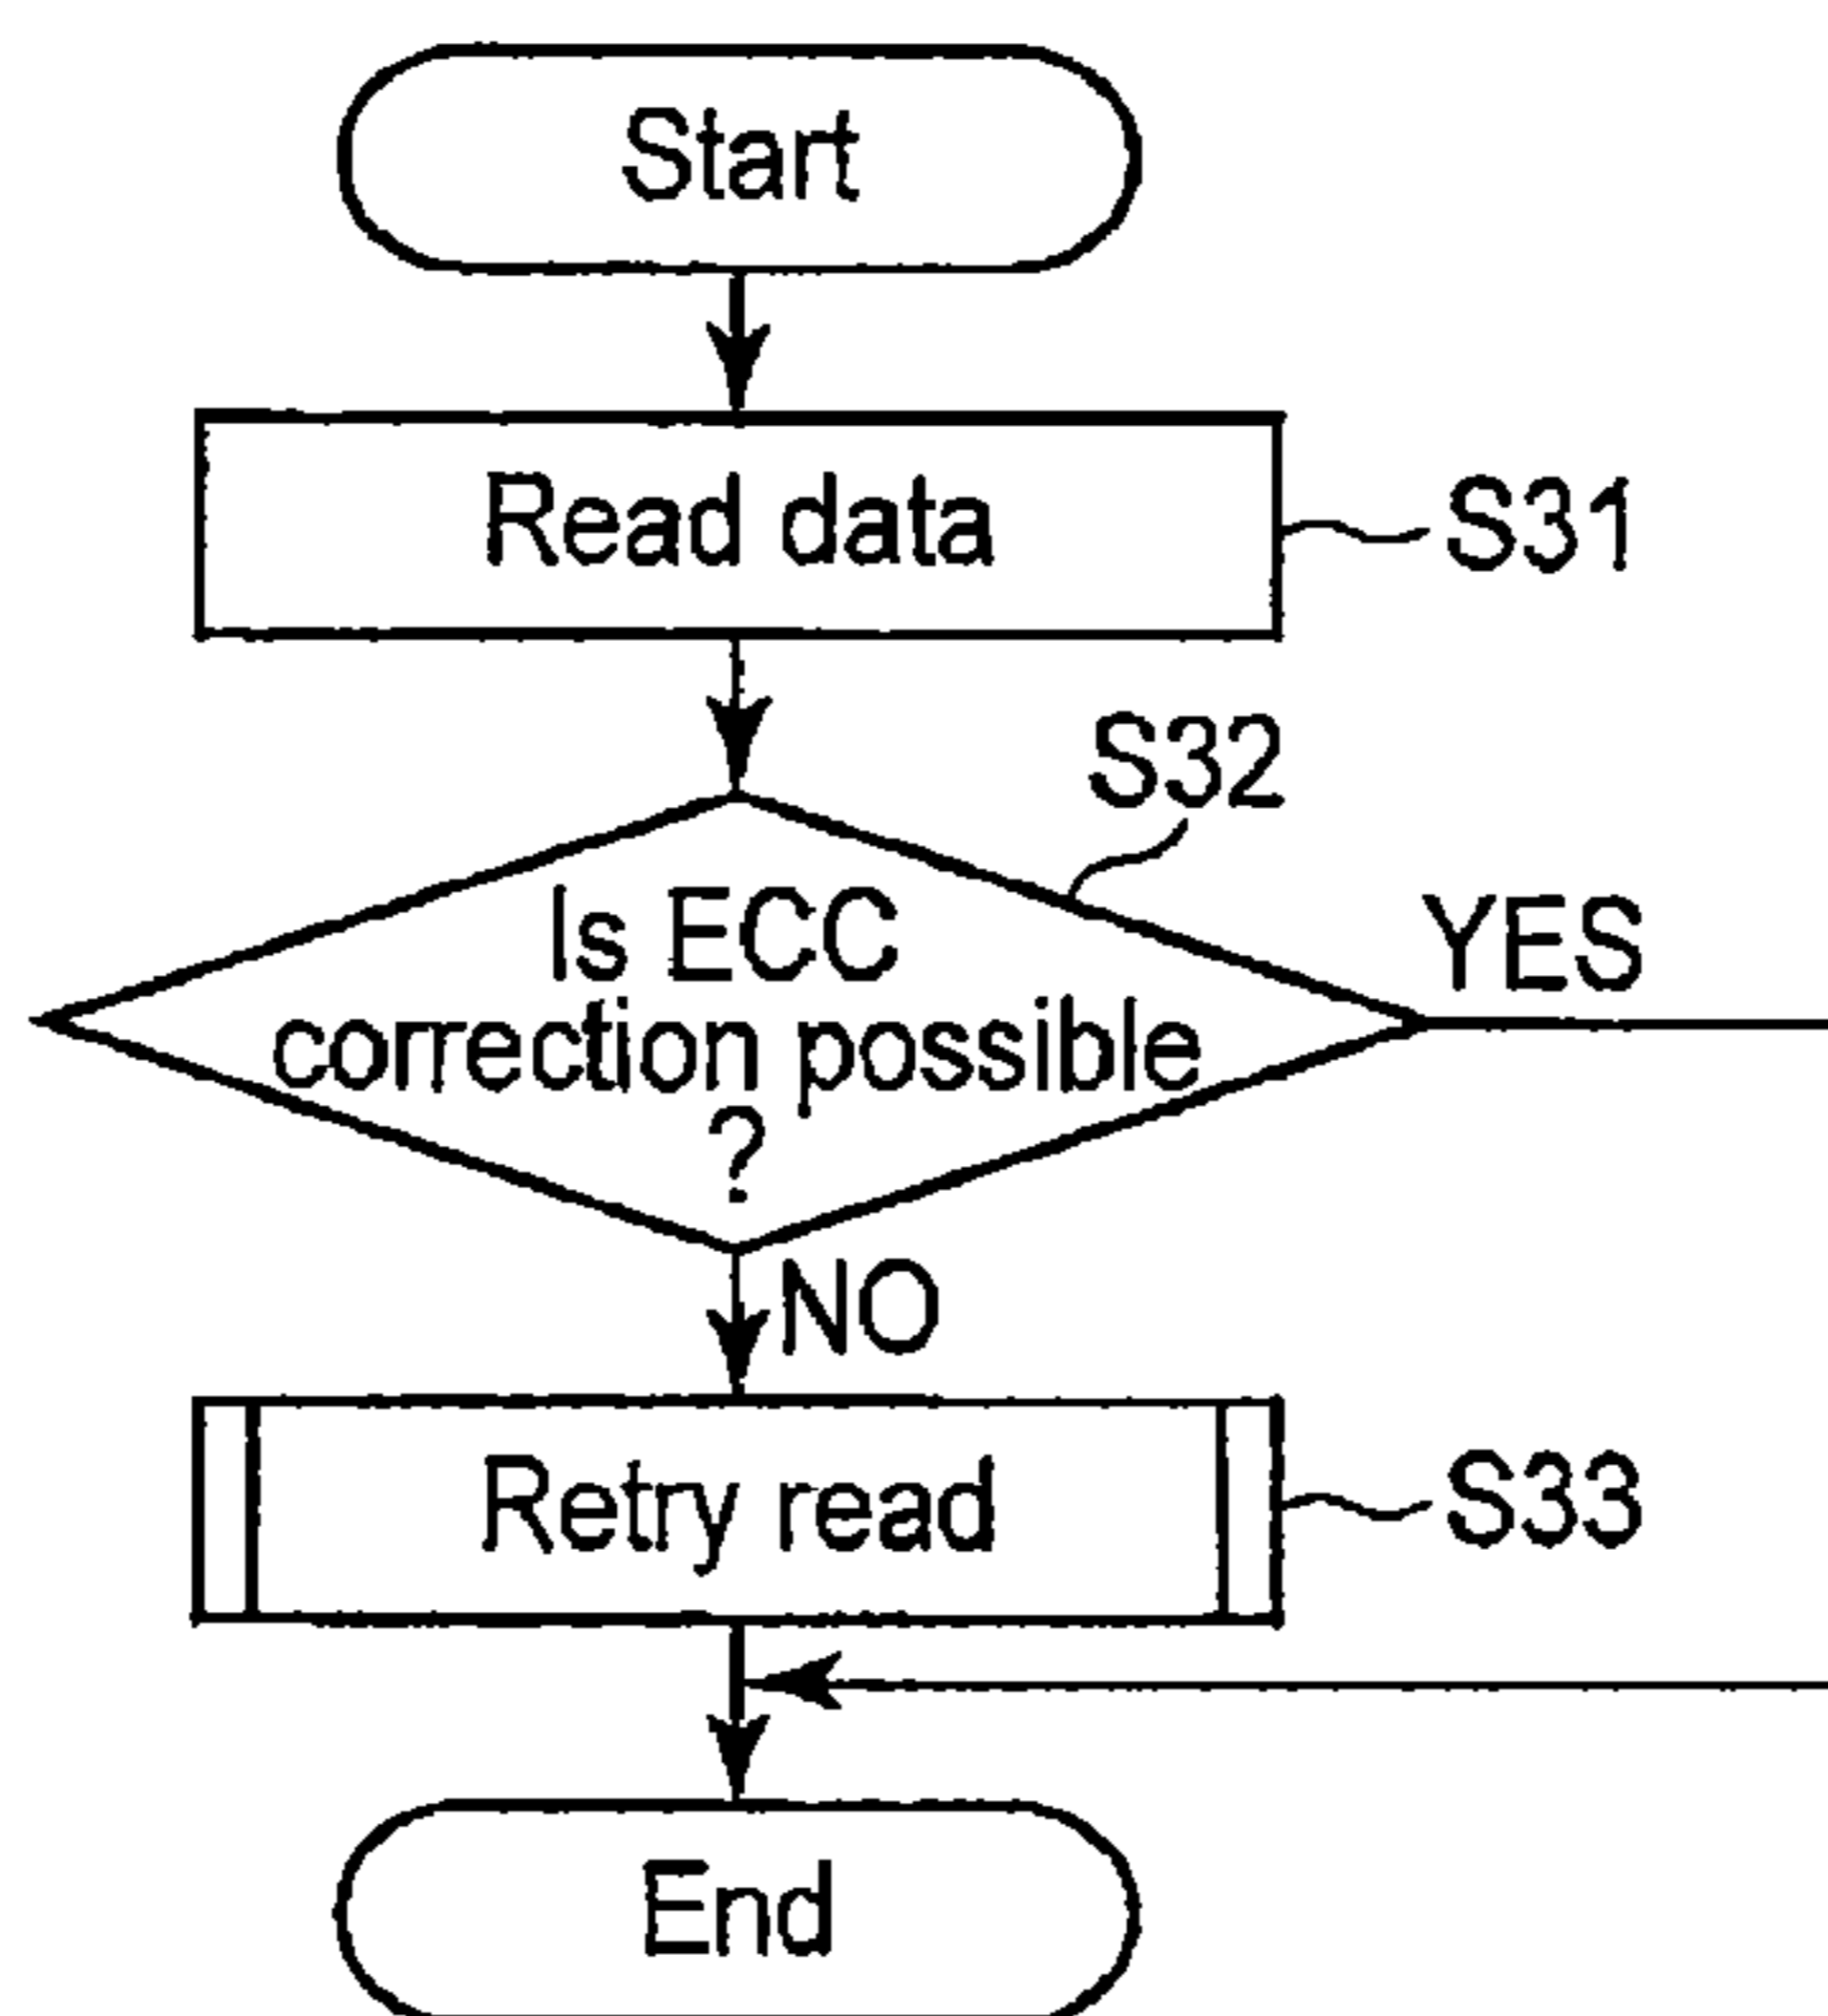 Start
Read data
S31
S32
Is ECC
correction possible
?
YES
NO
Retry read
S33
End